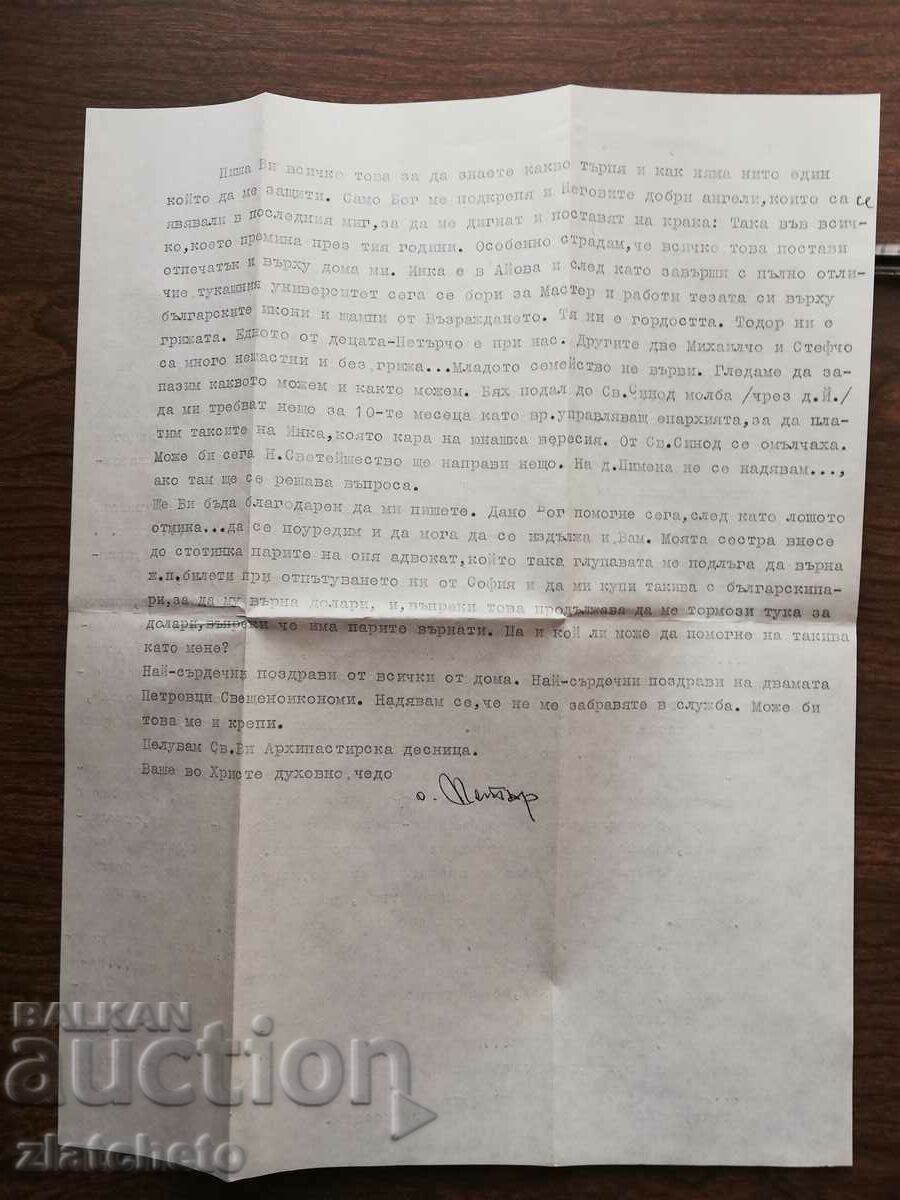 Пиша Ви всичко това за да знаете какво търпя и как няма нито един
който да ме защити. Само Бог ме подкрепя и Неговите добри ангели, които са се
явявали в последния миг, за да ме дигнат и поставят на крака: Така във всич-
ко, което премина през тия години. Особенно страдам, че всичко това постави
отпечатък и върху дома ми. Инка е в Айова и след като завърши с пълно отли-
чие тукашния университет сега се бори за Мастер и работи тезата си върху
българските икони и щампи от Възраждането. Тя ни е гордостта. Тодор ни е
грижата. Едното от децата-Петърчо е при нас. Другите две Михаилчо и Стефчо
са много нещастни и без грижа...Младото семейство не върви. Гледаме да за-
пазим каквото можем и както можем. Бях подал до Св.Синод молба /чрез д.Й./
да ми требват нещо за 10-те месеца като вр.управляващ епархията, за да пла-
тим таксите на Инка, която кара на юнашка вересия. От Св.Синод се омълчаха.
Може би сега Н.Светейшество ще направи нещо. На д.Пимена не се надявам...,
ако там ще се решава въпроса.
Ще Ви бъда благодарен да ми пишете. Дано Бог помогне сега, след като лошото
отмина...да се поуредим и да мога да се издължа и Вам. Моята сестра внесе
до стотинка парите на оня адвокат, който така глупавата ме подлъга да върна
ж.п.билети при отпътуването ни от София и да ми купи такива с българскипа-
ри, за да му върна долари, и, въпреки това продължава да ме тормози тука за
долари, въпреки че има парите върнати. Па и кой ли може да помогне на такива
като мене?
Най-сърдечни поздрави от всички от дома. Най-сърдечни поздрави на двамата
Петровци Свещеноикономи. Надявам се, че не ме забравяте в служба. Може би
това ме и крепи.
Целувам Св.Ви Архипастирска десница.
Ваше во Христе духовно, чедо
о. Петър
BALKAN
auction
zlatcheto